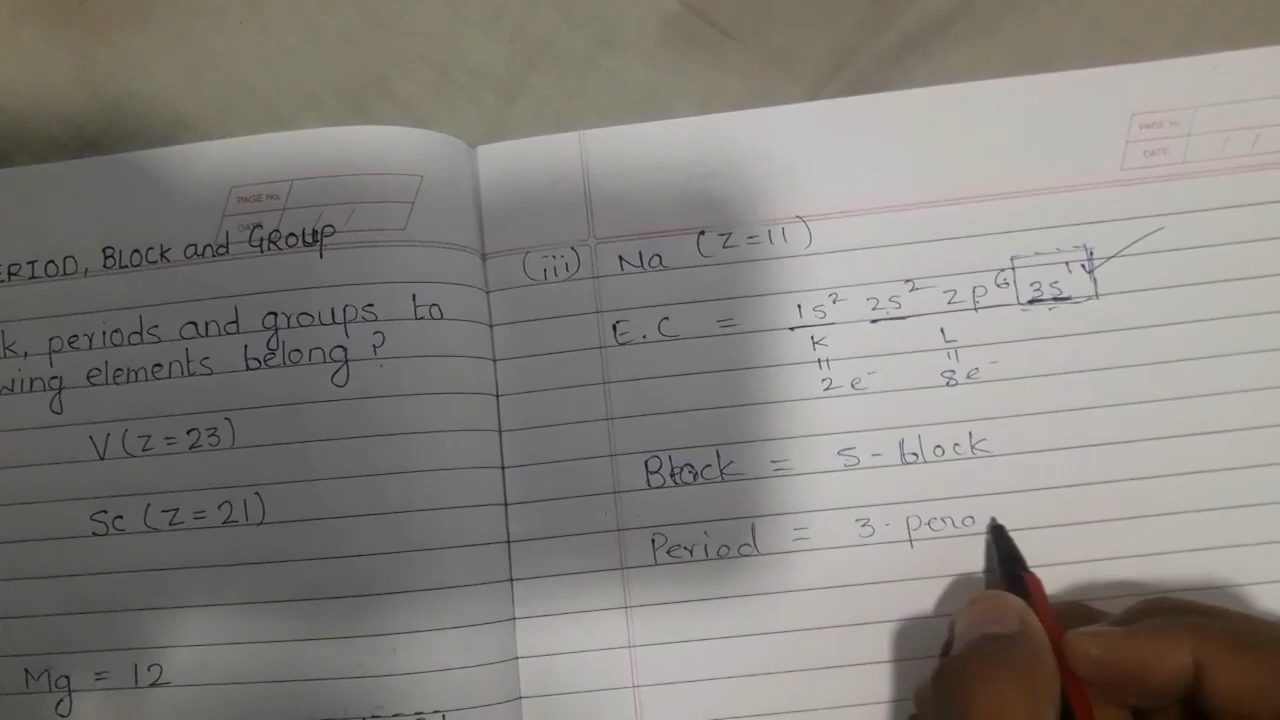 PAGE No.
DATE
ERIOD, BLOCK and GROUP
k, periods and groups to
wing elements belong ?
V (Z = 23)
Sc (Z = 21)
Mg = 12
PAGE No.
DATE / /
(iii) Na (Z=11)
E.C = 1s² 2s² 2p⁶ 3s¹
K L
" "
2e⁻ 8e⁻
Block = S - block
Period = 3 - pero